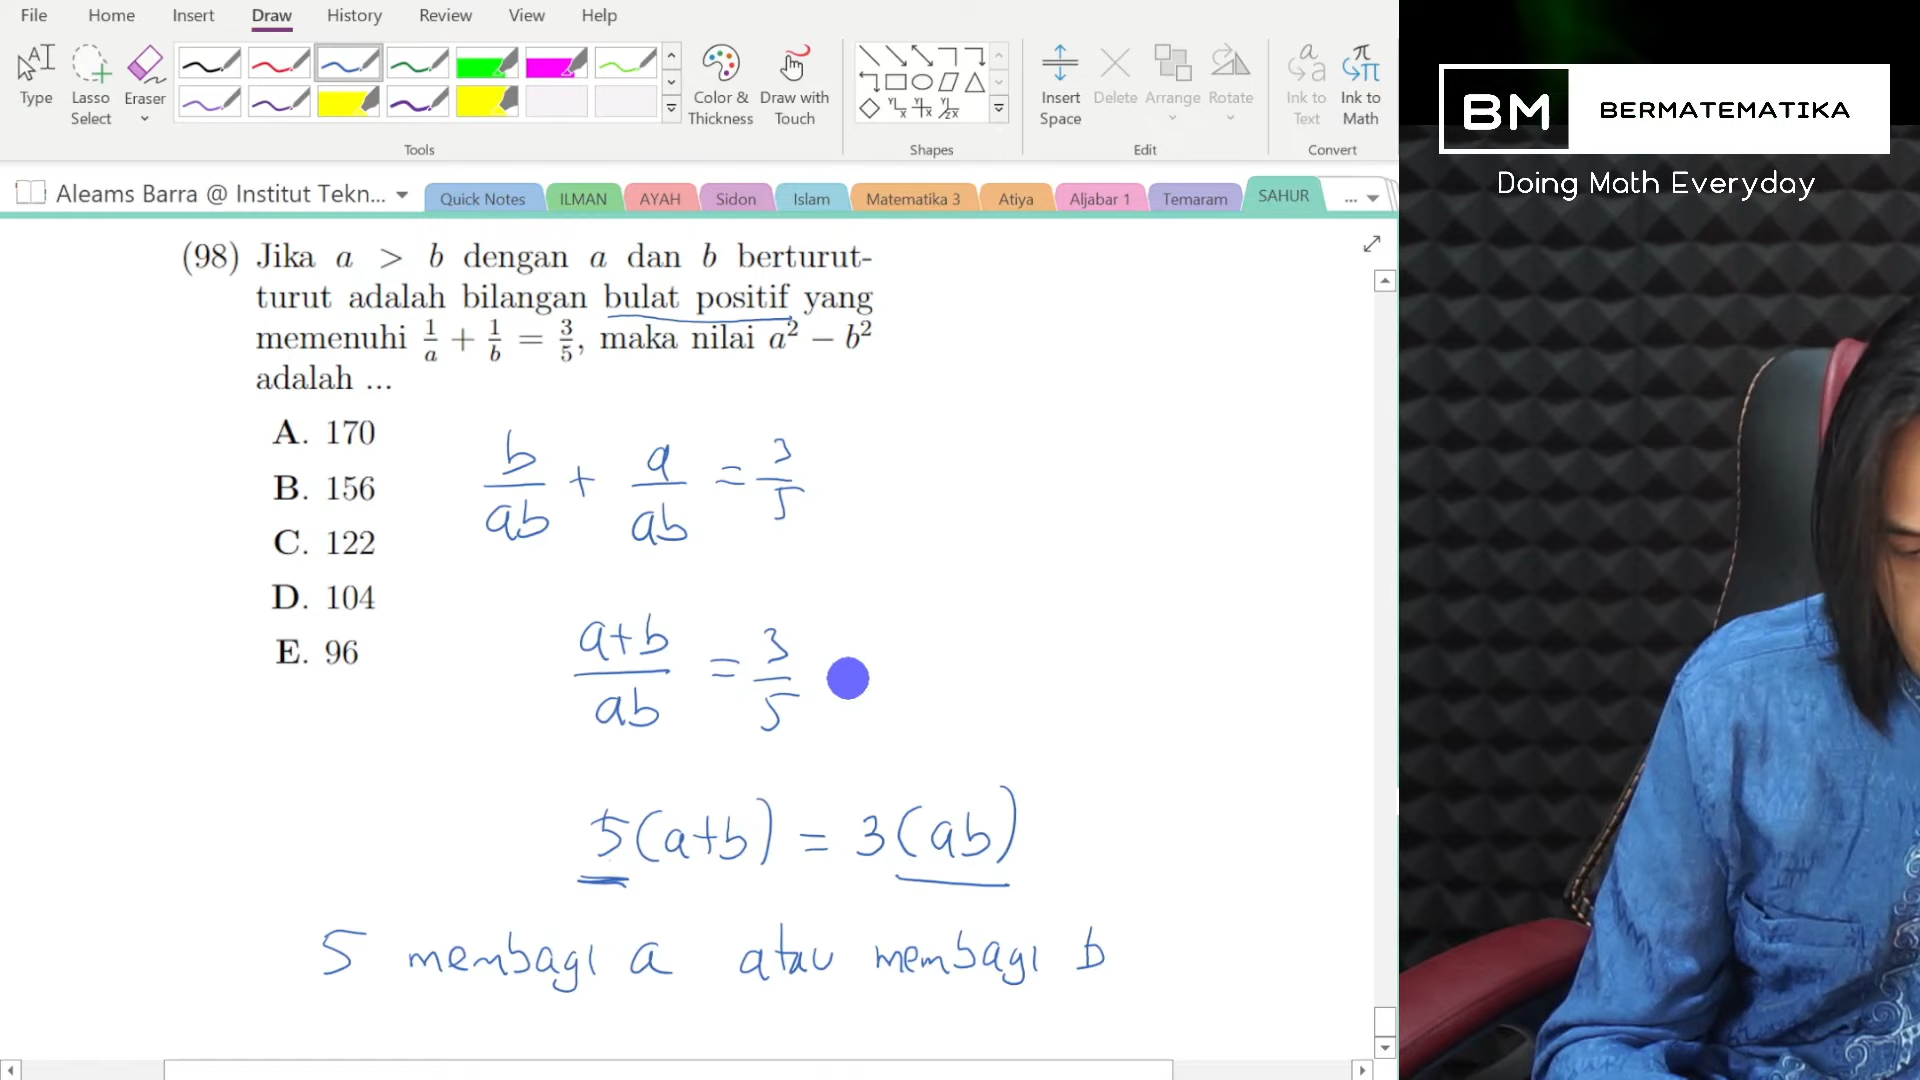 File Home Insert Draw History Review View Help
Type Lasso Select Eraser Color & Thickness Draw with Touch Insert Space Delete Arrange Rotate Ink to Text Ink to Math
Tools Shapes Edit Convert
Aleams Barra @ Institut Tekn... Quick Notes ILMAN AYAH Sidon Islam Matematika 3 Atiya Aljabar 1 Temaram SAHUR ...
BM BERMATEMATIKA
Doing Math Everyday
(98) Jika a > b dengan a dan b berturut-
turut adalah bilangan bulat positif yang
memenuhi 1/a + 1/b = 3/5, maka nilai a² − b²
adalah ...
A. 170
B. 156
C. 122
D. 104
E. 96
b/ab + a/ab = 3/5
a+b/ab = 3/5
5(a+b) = 3(ab)
5 membagi a atau membagi b